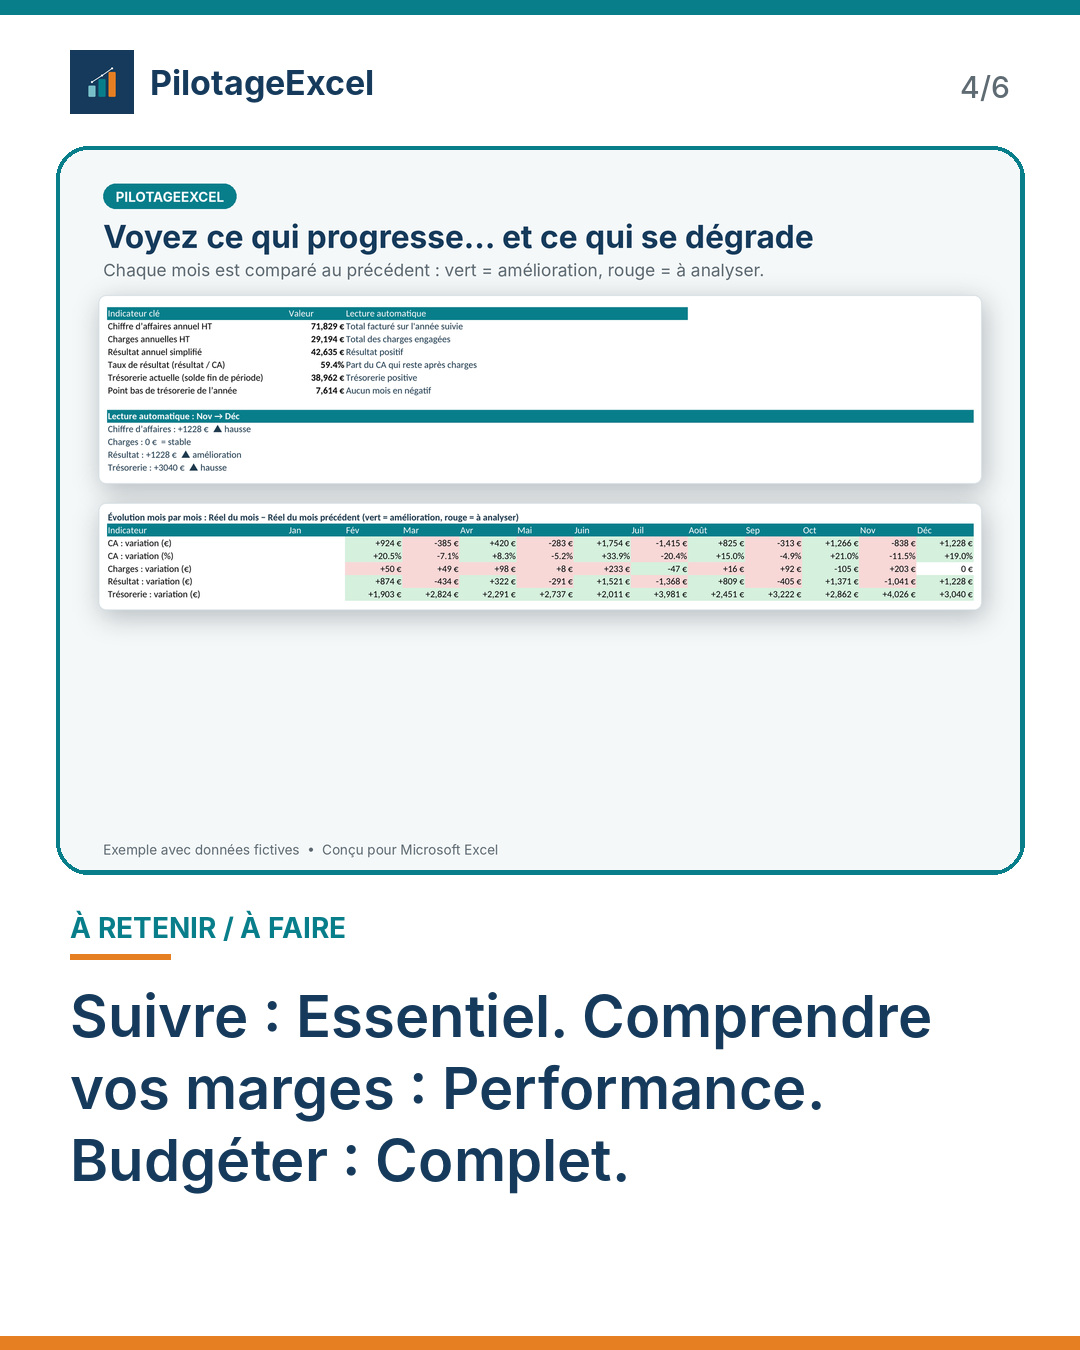 PilotageExcel
4/6
PILOTAGEEXCEL
Voyez ce qui progresse... et ce qui se dégrade
Chaque mois est comparé au précédent : vert = amélioration, rouge = à analyser.
Indicateur clé Valeur Lecture automatique
Chiffre d'affaires annuel HT 71,829 € Total facturé sur l'année suivie
Charges annuelles HT 29,194 € Total des charges engagées
Résultat annuel simplifié 42,635 € Résultat positif
Taux de résultat (résultat / CA) 59.4% Part du CA qui reste après charges
Trésorerie actuelle (solde fin de période) 38,962 € Trésorerie positive
Point bas de trésorerie de l'année 7,614 € Aucun mois en négatif
Lecture automatique : Nov → Déc
Chiffre d'affaires : +1228 € ▲ hausse
Charges : 0 € = stable
Résultat : +1228 € ▲ amélioration
Trésorerie : +3040 € ▲ hausse
Évolution mois par mois : Réel du mois − Réel du mois précédent (vert = amélioration, rouge = à analyser)
Indicateur Jan Fév Mar Avr Mai Juin Juil Août Sep Oct Nov Déc
CA : variation (€) +924 € -385 € +420 € -283 € +1,754 € -1,415 € +825 € -313 € +1,266 € -838 € +1,228 €
CA : variation (%) +20.5% -7.1% +8.3% -5.2% +33.9% -20.4% +15.0% -4.9% +21.0% -11.5% +19.0%
Charges : variation (€) +50 € +49 € +98 € +8 € +233 € -47 € +16 € +92 € -105 € +203 € 0 €
Résultat : variation (€) +874 € -434 € +322 € -291 € +1,521 € -1,368 € +809 € -405 € +1,371 € -1,041 € +1,228 €
Trésorerie : variation (€) +1,903 € +2,824 € +2,291 € +2,737 € +2,011 € +3,981 € +2,451 € +3,222 € +2,862 € +4,026 € +3,040 €
Exemple avec données fictives • Conçu pour Microsoft Excel
À RETENIR / À FAIRE
Suivre : Essentiel. Comprendre
vos marges : Performance.
Budgéter : Complet.